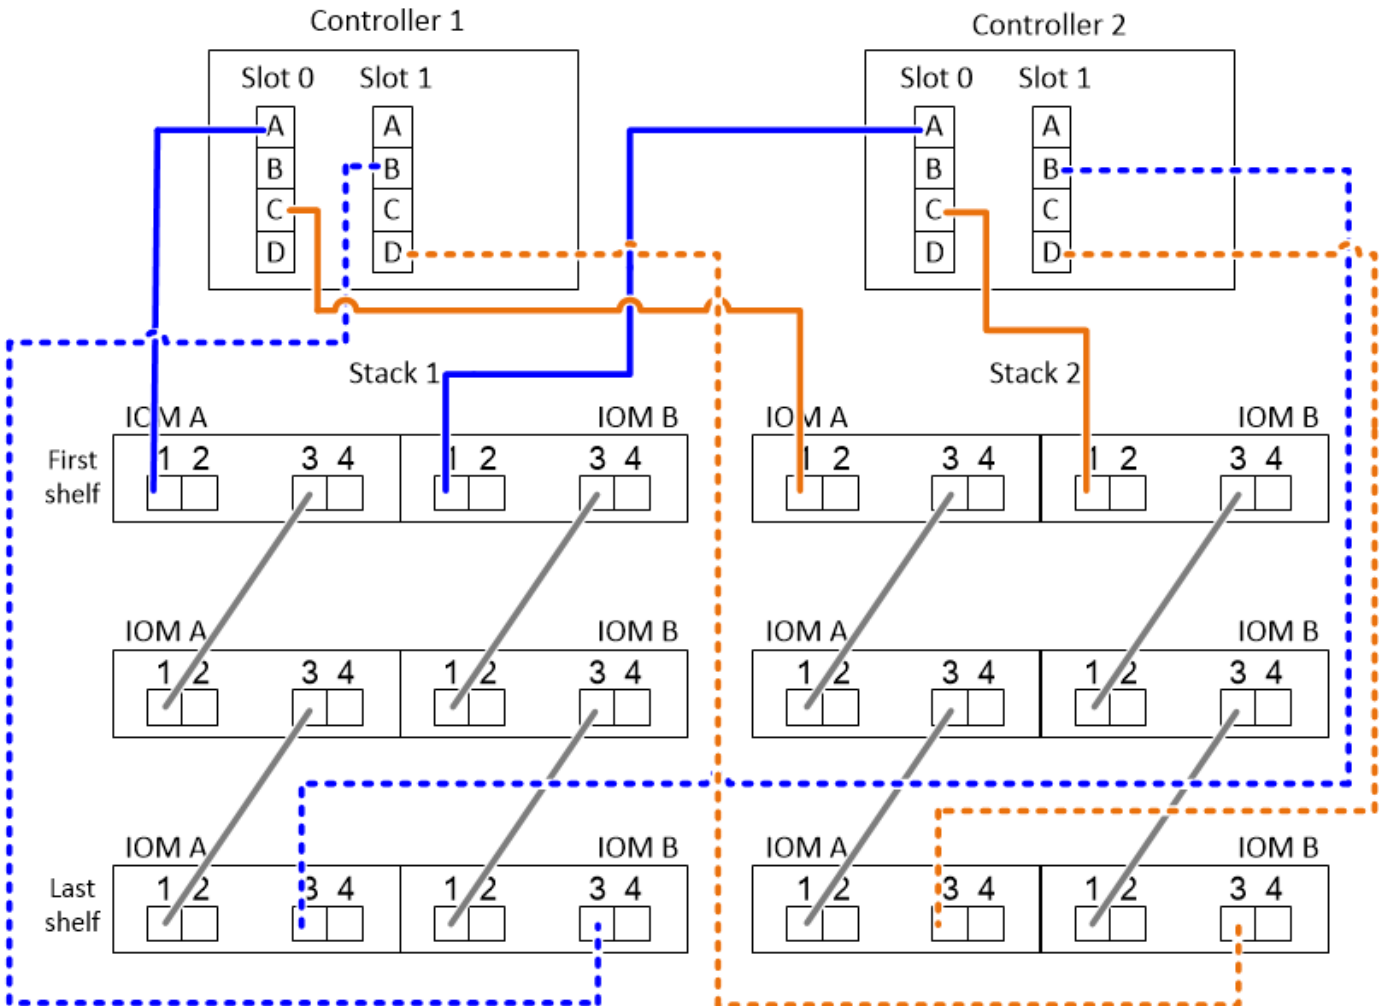 Controller 1
Controller 2
Slot 0 Slot 1
Slot 0 Slot 1
A A
B B
C C
D D
A A
B B
C C
D D
Stack 1
Stack 2
IOM A IOM B
IOM A IOM B
First shelf
1 2 3 4 1 2 3 4
1 2 3 4 1 2 3 4
IOM A IOM B
IOM A IOM B
1 2 3 4 1 2 3 4
1 2 3 4 1 2 3 4
IOM A IOM B
IOM A IOM B
Last shelf
1 2 3 4 1 2 3 4
1 2 3 4 1 2 3 4